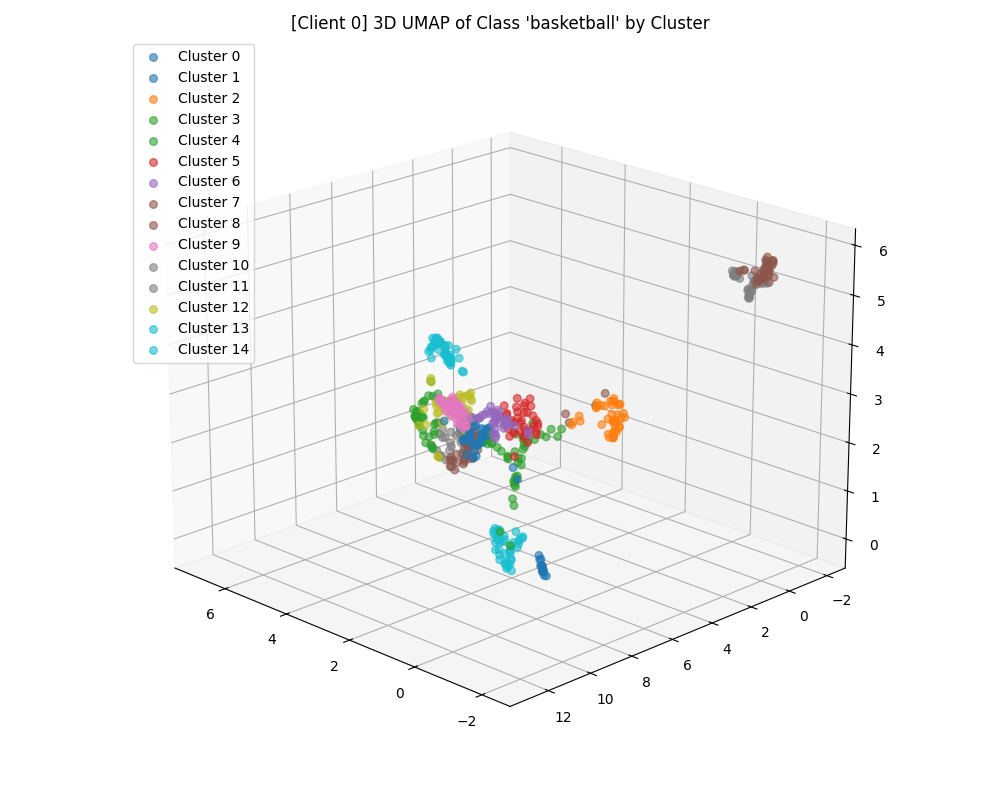 [Client 0] 3D UMAP of Class 'basketball' by Cluster
Cluster 0
Cluster 1
Cluster 2
Cluster 3
Cluster 4
Cluster 5
Cluster 6
Cluster 7
Cluster 8
Cluster 9
Cluster 10
Cluster 11
Cluster 12
Cluster 13
Cluster 14
6
5
4
3
2
1
0
6
4
2
0
−2
12
10
8
6
4
2
0
−2